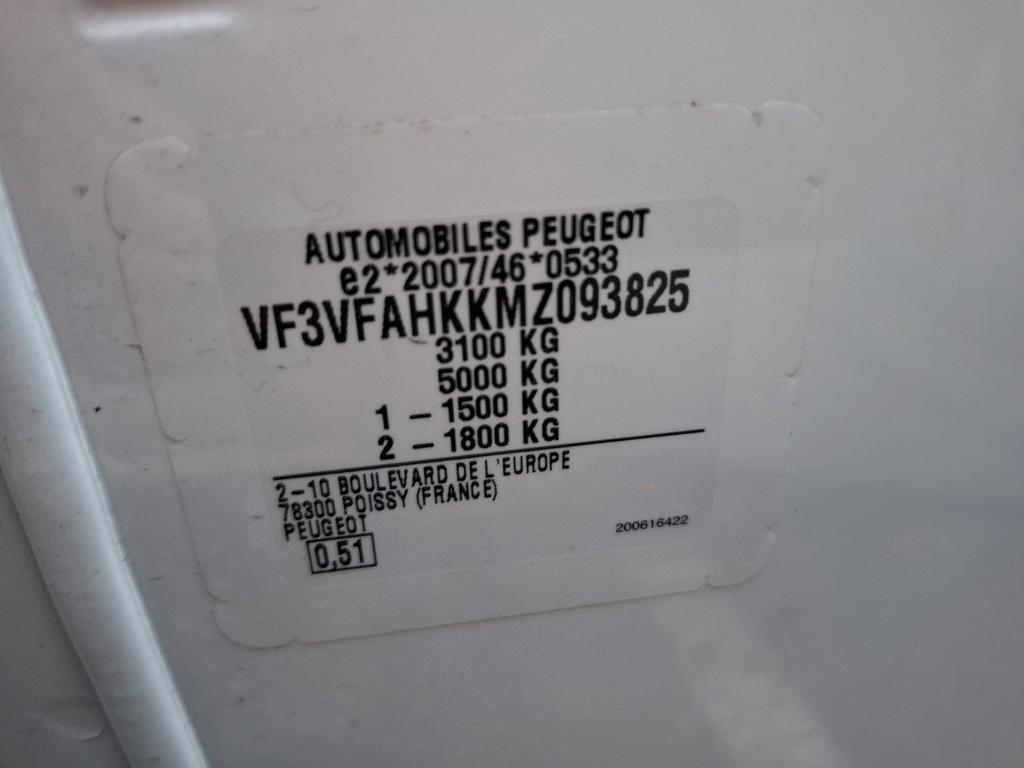 AUTOMOBILES PEUGEOT
e2*2007/46*0533
VF3VFAHKKMZ093825
3100 KG
5000 KG
1 - 1500 KG
2 - 1800 KG
2-10 BOULEVARD DE L'EUROPE
78300 POISSY (FRANCE)
PEUGEOT
0,51
200616422